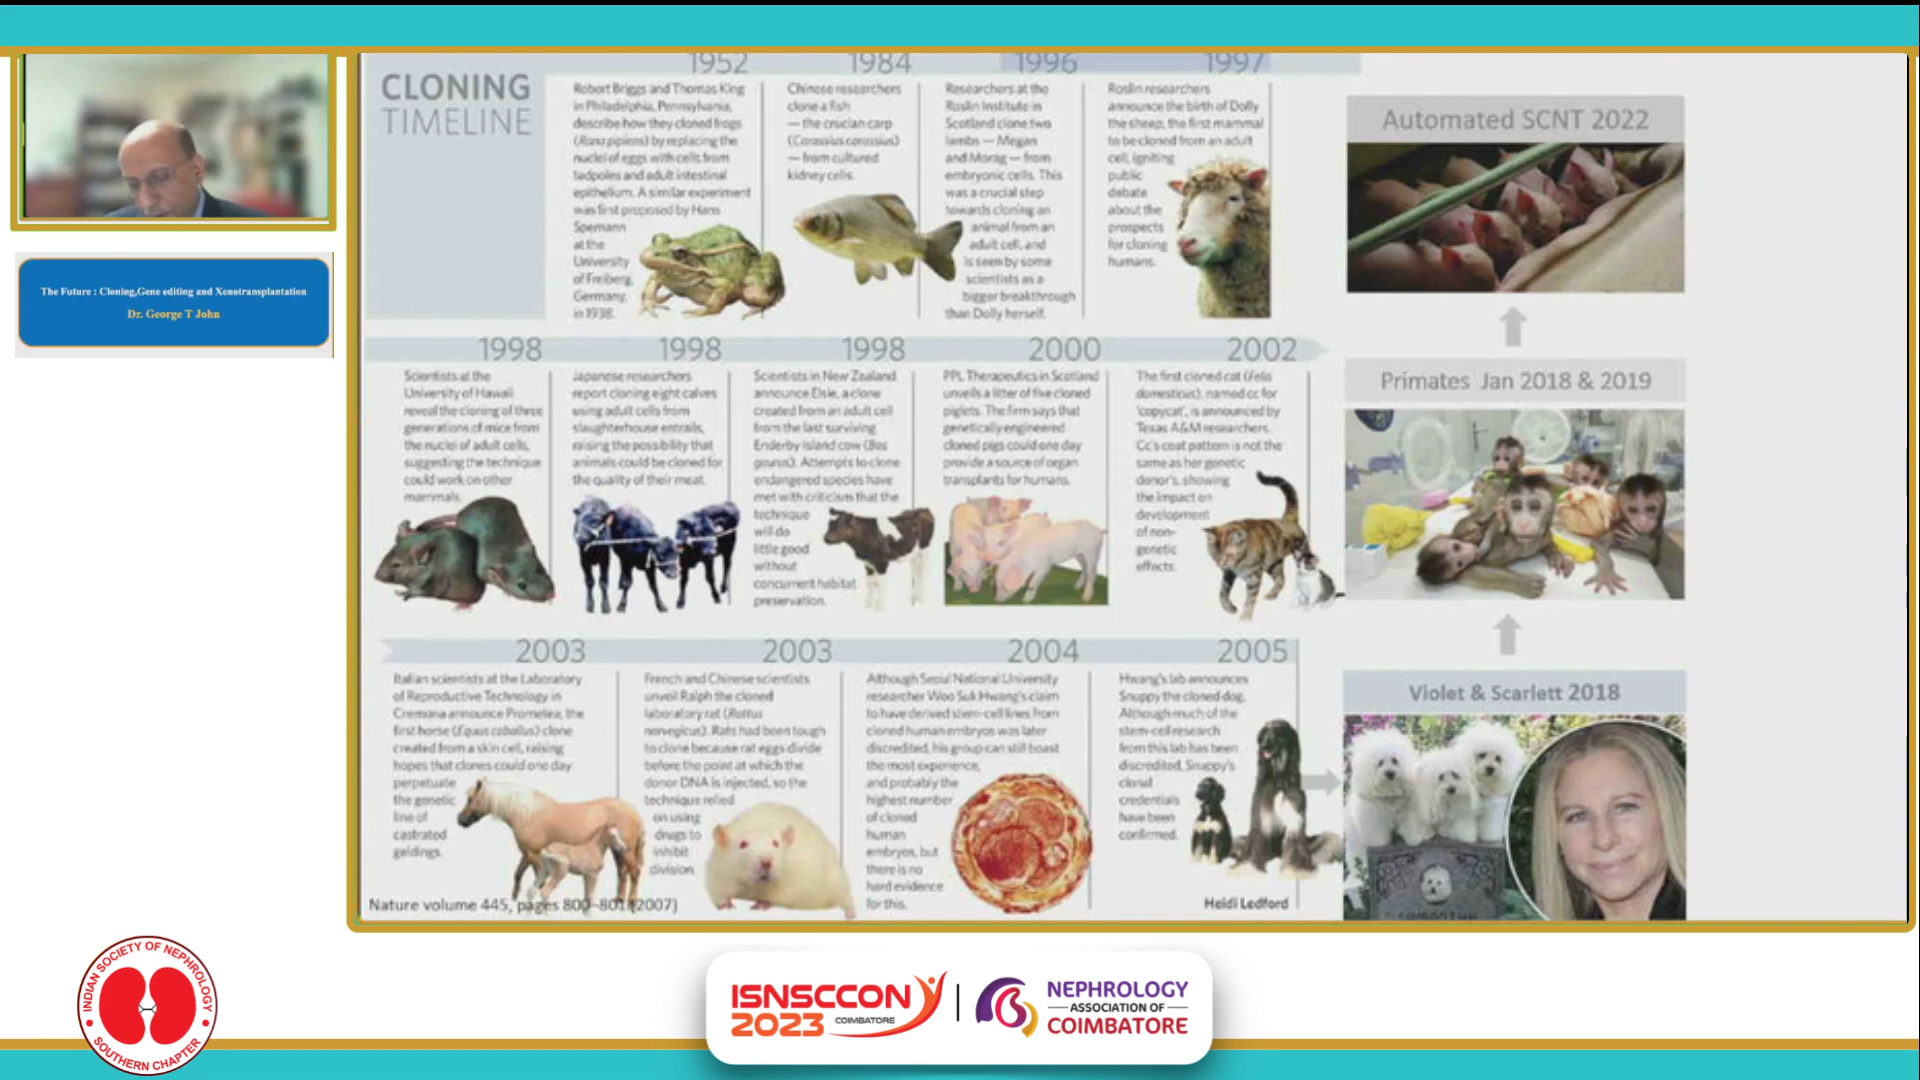 The Future : Cloning,Gene editing and Xenotransplantation
Dr. George T John
CLONING
TIMELINE
1952
Robert Briggs and Thomas King
in Philadelphia, Pennsylvania,
describe how they cloned frogs
(Rana pipiens) by replacing the
nuclei of eggs with cells from
tadpoles and adult intestinal
epithelium. A similar experiment
was first proposed by Hans
Spemann
at the
University
of Freiberg,
Germany,
in 1938.
1984
Chinese researchers
clone a fish
— the crucian carp
(Carassius carassius)
— from cultured
kidney cells.
1996
Researchers at the
Roslin Institute in
Scotland clone two
lambs — Megan
and Morag — from
embryonic cells. This
was a crucial step
towards cloning an
animal from an
adult cell, and
is seen by some
scientists as a
bigger breakthrough
than Dolly herself.
1997
Roslin researchers
announce the birth of Dolly
the sheep, the first mammal
to be cloned from an adult
cell, igniting
public
debate
about the
prospects
for cloning
humans.
Automated SCNT 2022
1998
Scientists at the
University of Hawaii
reveal the cloning of three
generations of mice from
the nuclei of adult cells,
suggesting the technique
could work on other
mammals.
1998
Japanese researchers
report cloning eight calves
using adult cells from
slaughterhouse entrails,
raising the possibility that
animals could be cloned for
the quality of their meat.
1998
Scientists in New Zealand
announce Elsie, a clone
created from an adult cell
from the last surviving
Enderby Island cow (Bos
gaurus). Attempts to clone
endangered species have
met with criticism that the
technique
will do
little good
without
concurrent habitat
preservation.
2000
PPL Therapeutics in Scotland
unveils a litter of five cloned
piglets. The firm says that
genetically engineered
cloned pigs could one day
provide a source of organ
transplants for humans.
2002
The first cloned cat (Felis
domesticus), named cc for
'copycat', is announced by
Texas A&M researchers.
Cc's coat pattern is not the
same as her genetic
donor's, showing
the impact on
development
of non-
genetic
effects.
Primates Jan 2018 & 2019
2003
Italian scientists at the Laboratory
of Reproductive Technology in
Cremona announce Prometea, the
first horse (Equus caballus) clone
created from a skin cell, raising
hopes that clones could one day
perpetuate
the genetic
line of
castrated
geldings.
2003
French and Chinese scientists
unveil Ralph the cloned
laboratory rat (Rattus
norvegicus). Rats had been tough
to clone because rat eggs divide
before the point at which the
donor DNA is injected, so the
technique relied
on using
drugs to
inhibit
division.
2004
Although Seoul National University
researcher Woo Suk Hwang's claim
to have derived stem-cell lines from
cloned human embryos was later
discredited, his group can still boast
the most experience,
and probably the
highest number
of cloned
human
embryos, but
there is no
hard evidence
for this.
2005
Hwang's lab announces
Snuppy the cloned dog.
Although much of the
stem-cell research
from this lab has been
discredited, Snuppy's
clonal
credentials
have been
confirmed.
Violet & Scarlett 2018
Nature volume 445, pages 800–801 (2007)
Heidi Ledford
INDIAN SOCIETY OF NEPHROLOGY
SOUTHERN CHAPTER
ISNSCCON
2023 COIMBATORE
NEPHROLOGY
ASSOCIATION OF
COIMBATORE